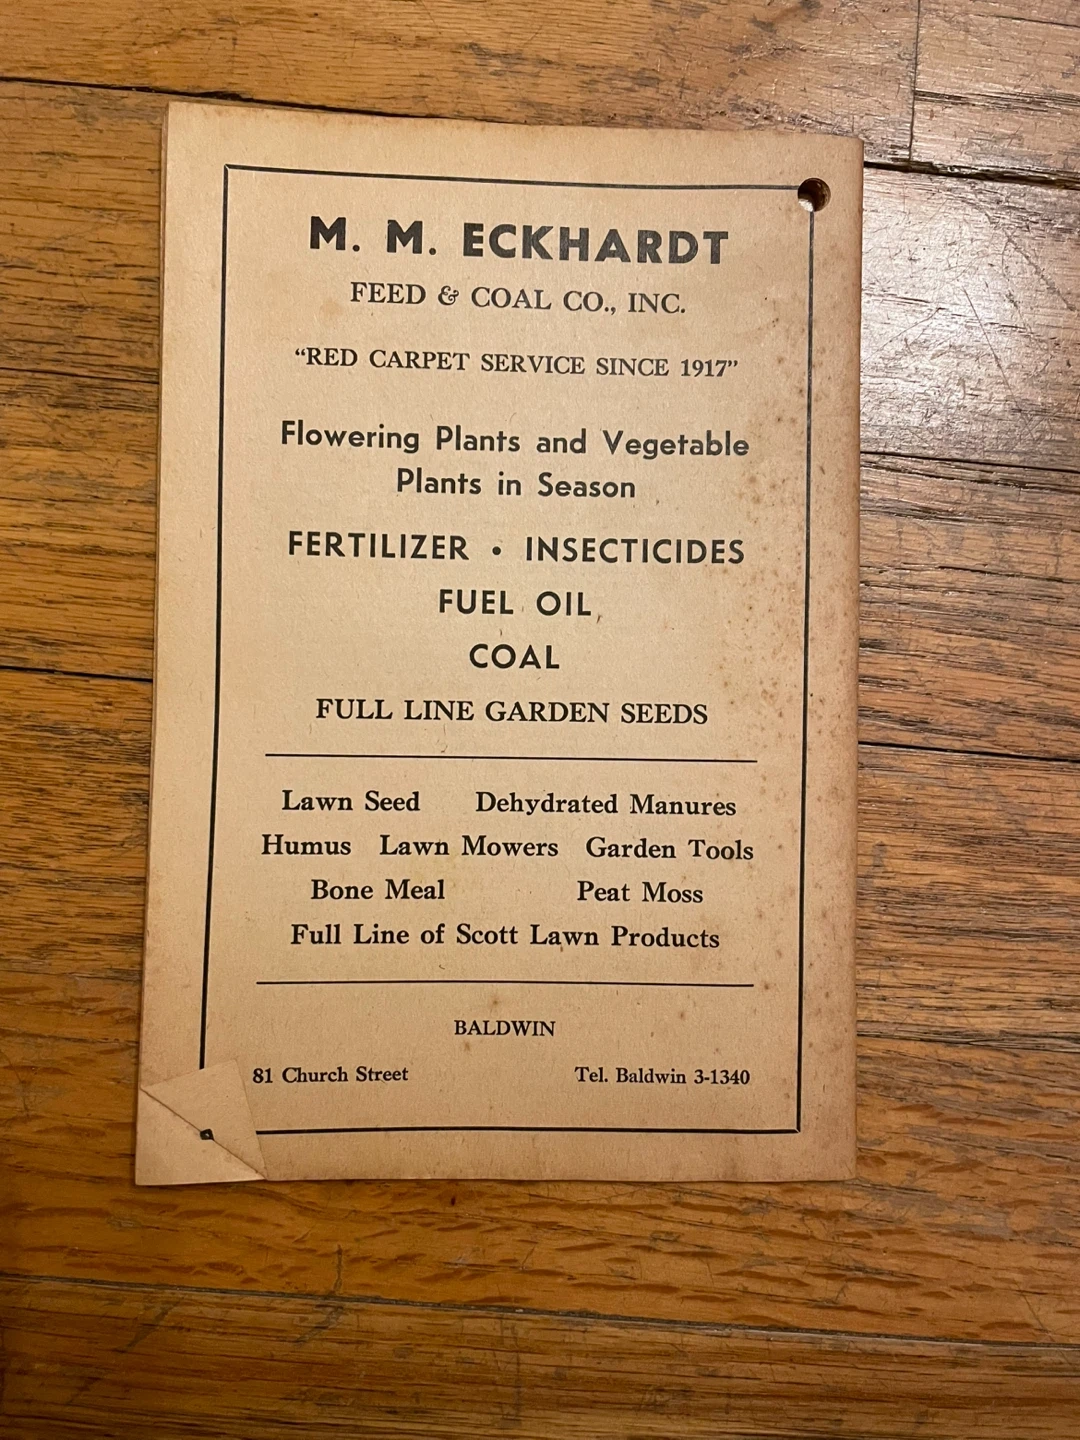 M. M. ECKHARDT
FEED & COAL CO., INC.
“RED CARPET SERVICE SINCE 1917”
Flowering Plants and Vegetable
Plants in Season
FERTILIZER • INSECTICIDES
FUEL OIL
COAL
FULL LINE GARDEN SEEDS
Lawn Seed Dehydrated Manures
Humus Lawn Mowers Garden Tools
Bone Meal Peat Moss
Full Line of Scott Lawn Products
BALDWIN
81 Church Street Tel. Baldwin 3-1340